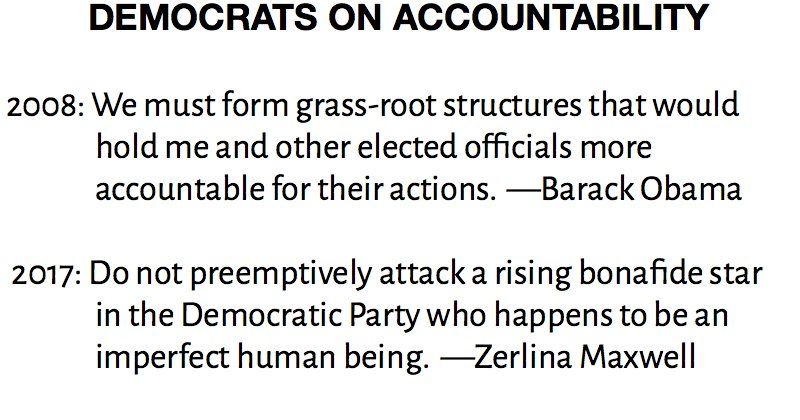 DEMOCRATS ON ACCOUNTABILITY
2008: We must form grass-root structures that would
hold me and other elected officials more
accountable for their actions. —Barack Obama
2017: Do not preemptively attack a rising bonafide star
in the Democratic Party who happens to be an
imperfect human being. —Zerlina Maxwell